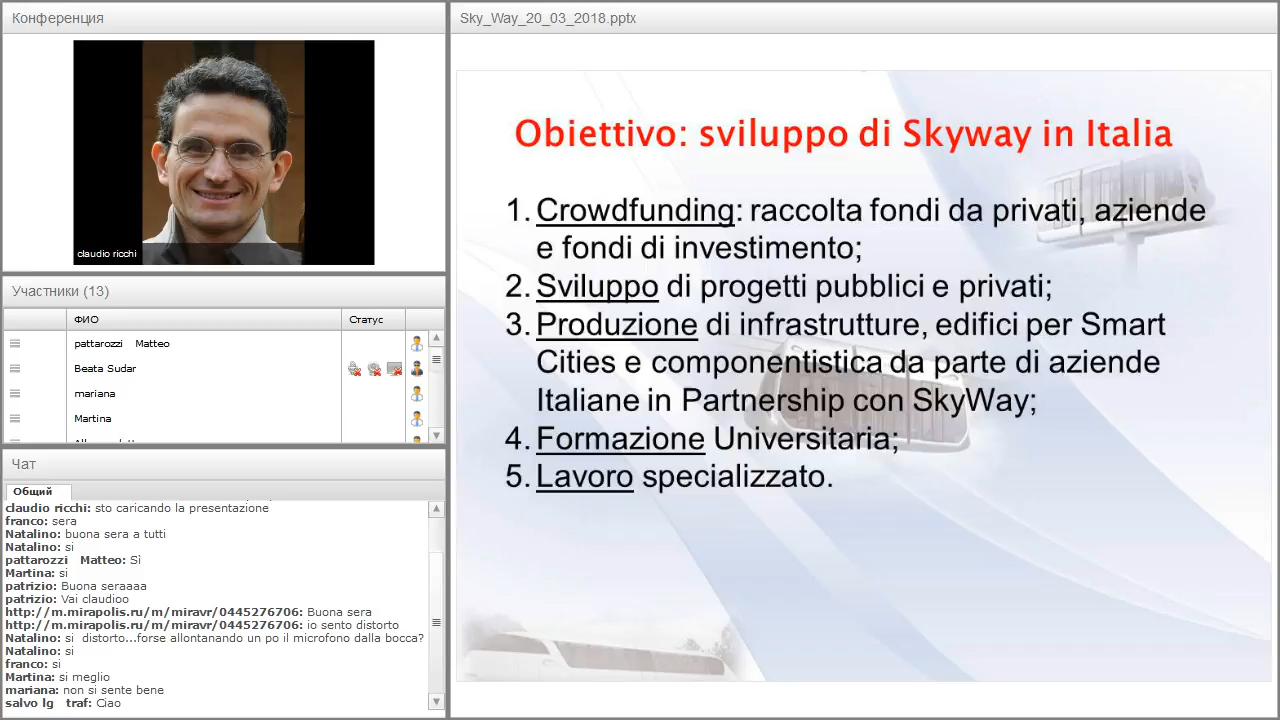 Конференция
claudio ricchi
Участники (13)
ФИО
Статус
pattarozzi Matteo
Beata Sudar
mariana
Martina
Чат
Общий
claudio ricchi: sto caricando la presentazione
franco: sera
Natalino: buona sera a tutti
Natalino: si
pattarozzi Matteo: Sì
Martina: si
patrizio: Buona seraaaa
patrizio: Vai claudioo
http://m.mirapolis.ru/m/miravr/0445276706: Buona sera
http://m.mirapolis.ru/m/miravr/0445276706: io sento distorto
Natalino: si distorto...forse allontanando un po il microfono dalla bocca?
Natalino: si
franco: si
Martina: si meglio
mariana: non si sente bene
salvo lg traf: Ciao
Sky_Way_20_03_2018.pptx
Obiettivo: sviluppo di Skyway in Italia
1. Crowdfunding: raccolta fondi da privati, aziende
e fondi di investimento;
2. Sviluppo di progetti pubblici e privati;
3. Produzione di infrastrutture, edifici per Smart
Cities e componentistica da parte di aziende
Italiane in Partnership con SkyWay;
4. Formazione Universitaria;
5. Lavoro specializzato.